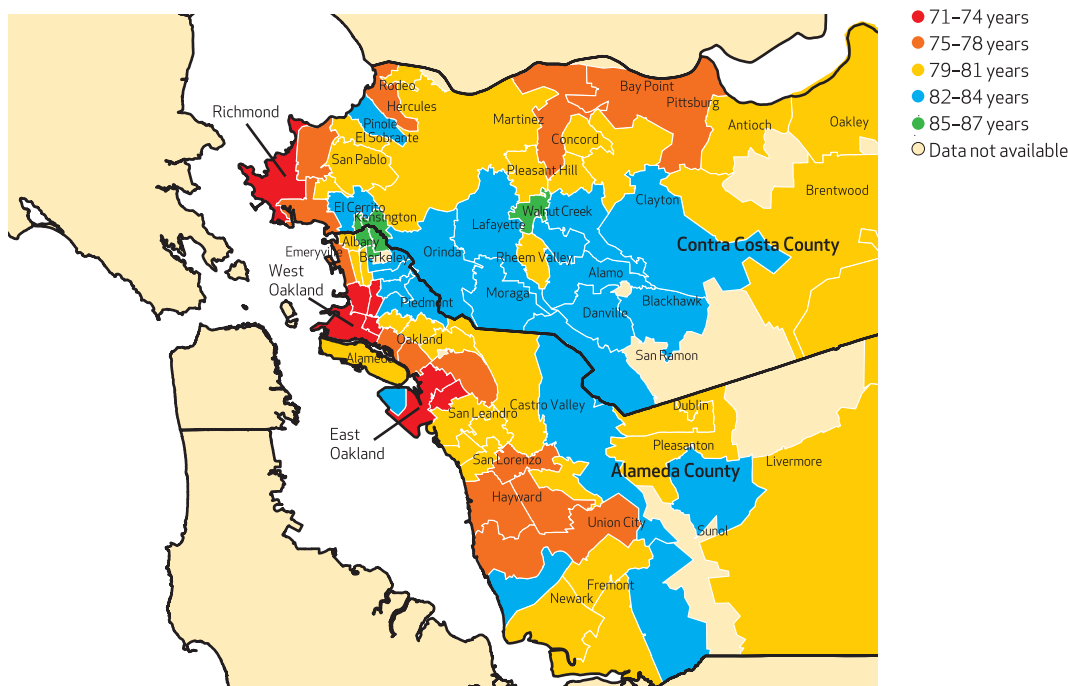 71–74 years
75–78 years
79–81 years
82–84 years
85–87 years
Data not available
Rodeo
Hercules
Bay Point
Pittsburg
Richmond
Pinole
Martinez
Antioch
Oakley
El Sobrante
Concord
San Pablo
Pleasant Hill
Brentwood
El Cerrito
Kensington
Lafayette
Walnut Creek
Clayton
Albany
Emeryville
Berkeley
Orinda
Rheem Valley
Contra Costa County
West
Oakland
Alamo
Piedmont
Moraga
Danville
Blackhawk
Oakland
Alameda
San Ramon
San Leandro
Castro Valley
Dublin
East
Oakland
Pleasanton
San Lorenzo
Alameda County
Livermore
Hayward
Union City
Sunol
Fremont
Newark